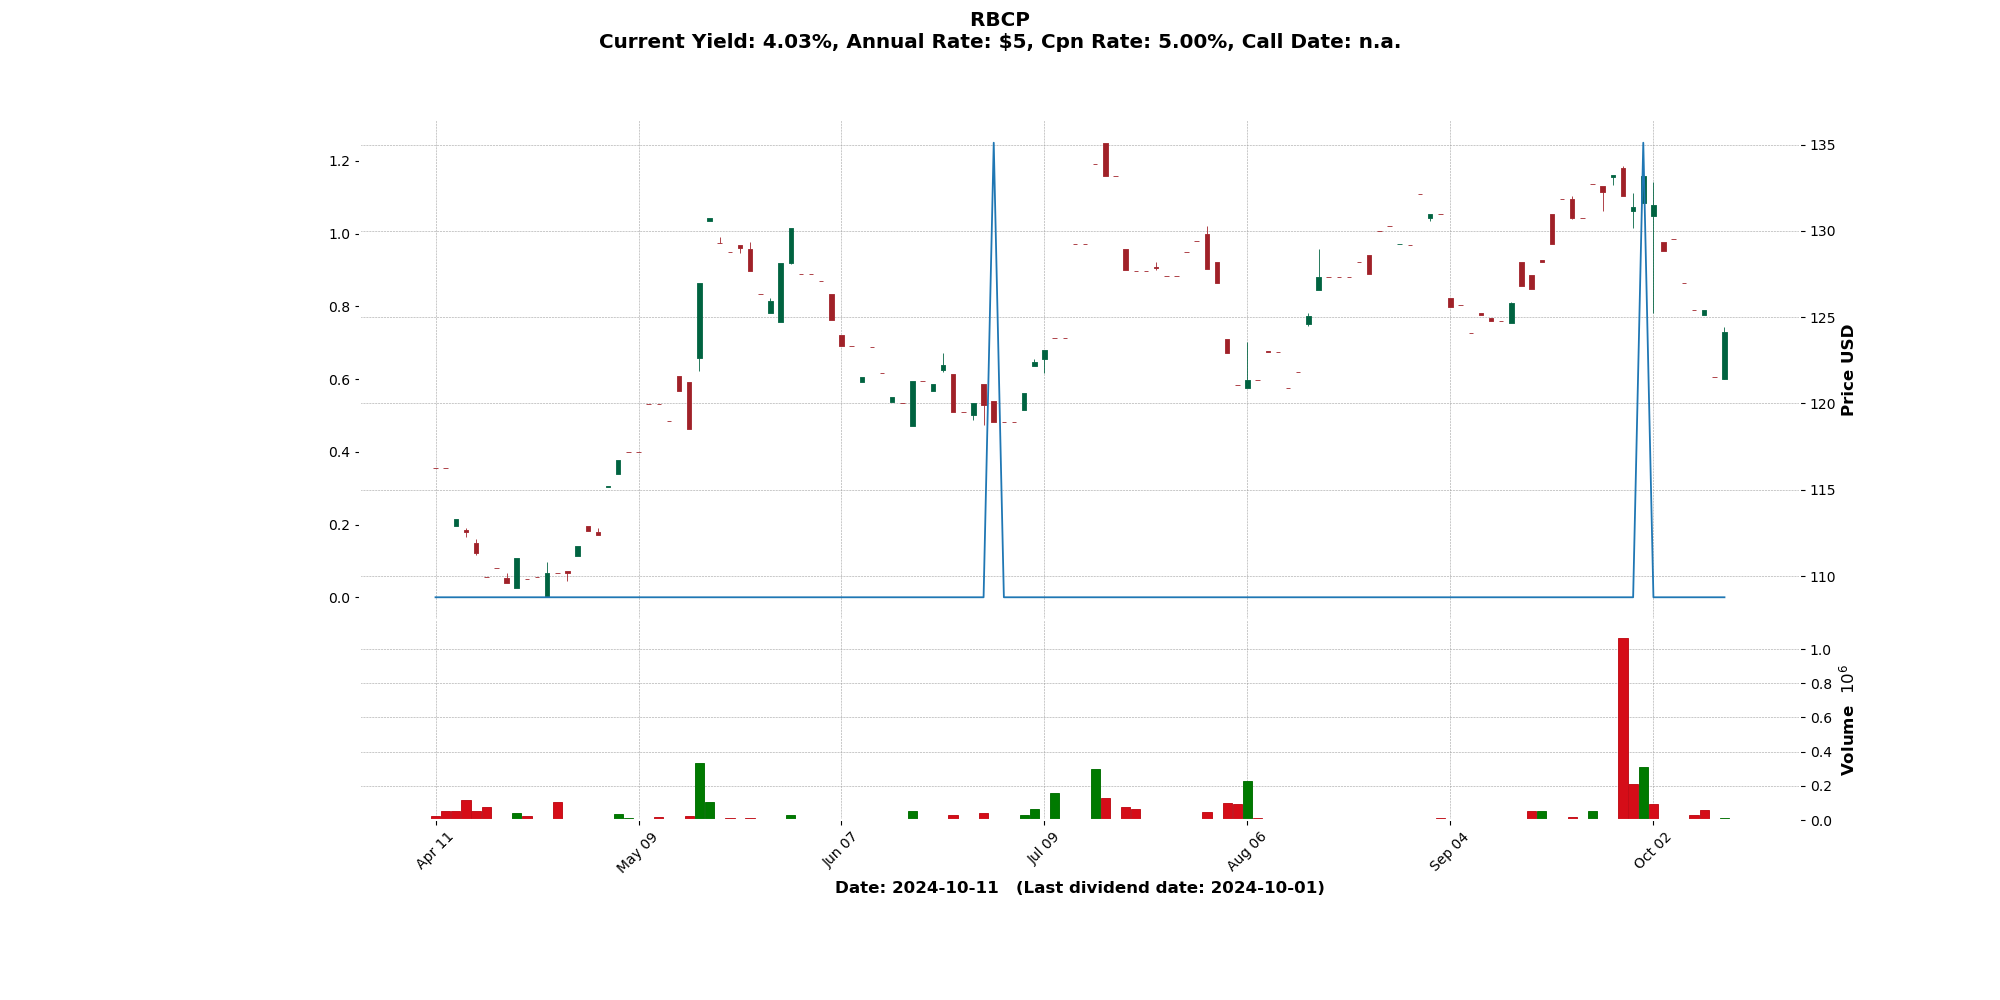 RBCP
Current Yield: 4.03%, Annual Rate: $5, Cpn Rate: 5.00%, Call Date: n.a.
1.2
1.0
0.8
0.6
0.4
0.2
0.0
135
130
125
120
115
110
Price USD
1.0
0.8
0.6
0.4
0.2
0.0
Volume 10^6
Apr 11
May 09
Jun 07
Jul 09
Aug 06
Sep 04
Oct 02
Date: 2024-10-11 (Last dividend date: 2024-10-01)